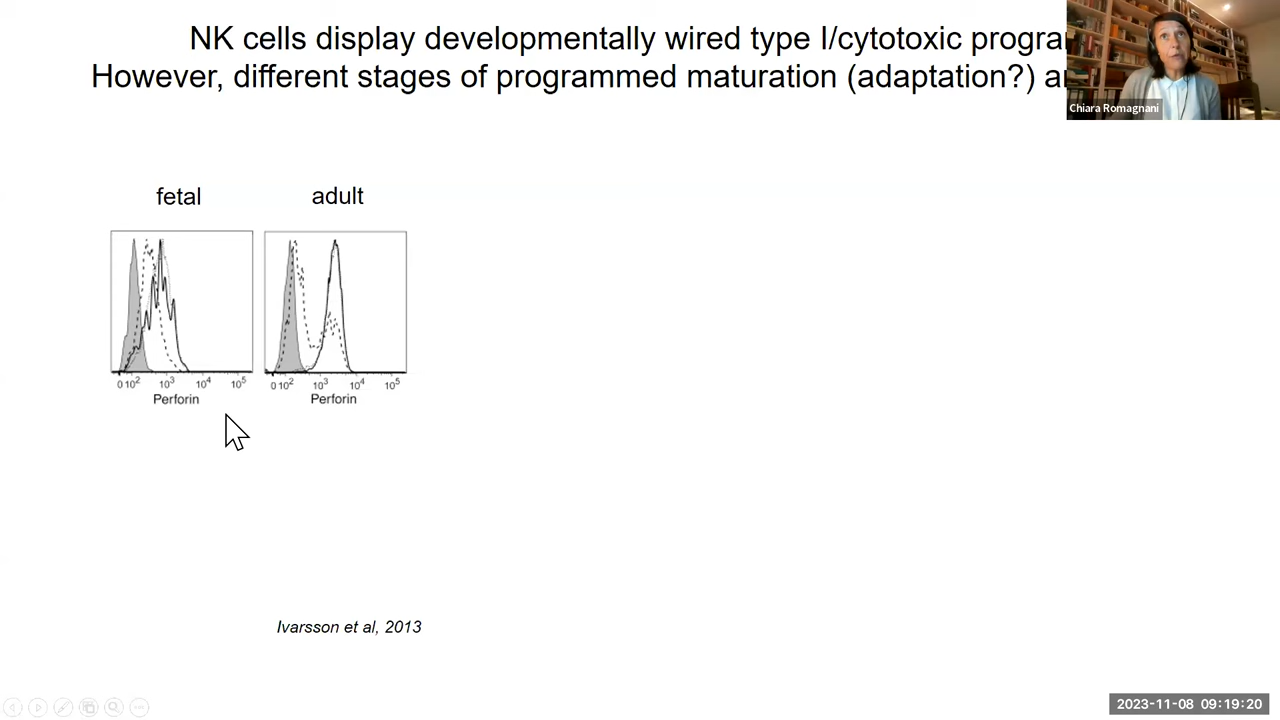 NK cells display developmentally wired type I/cytotoxic
However, different stages of programmed maturation (adaptation?)
Chiara Romagnani
fetal adult
0 10² 10³ 10⁴ 10⁵ 0 10² 10³ 10⁴ 10⁵
Perforin Perforin
Ivarsson et al, 2013
2023-11-08 09:19:20